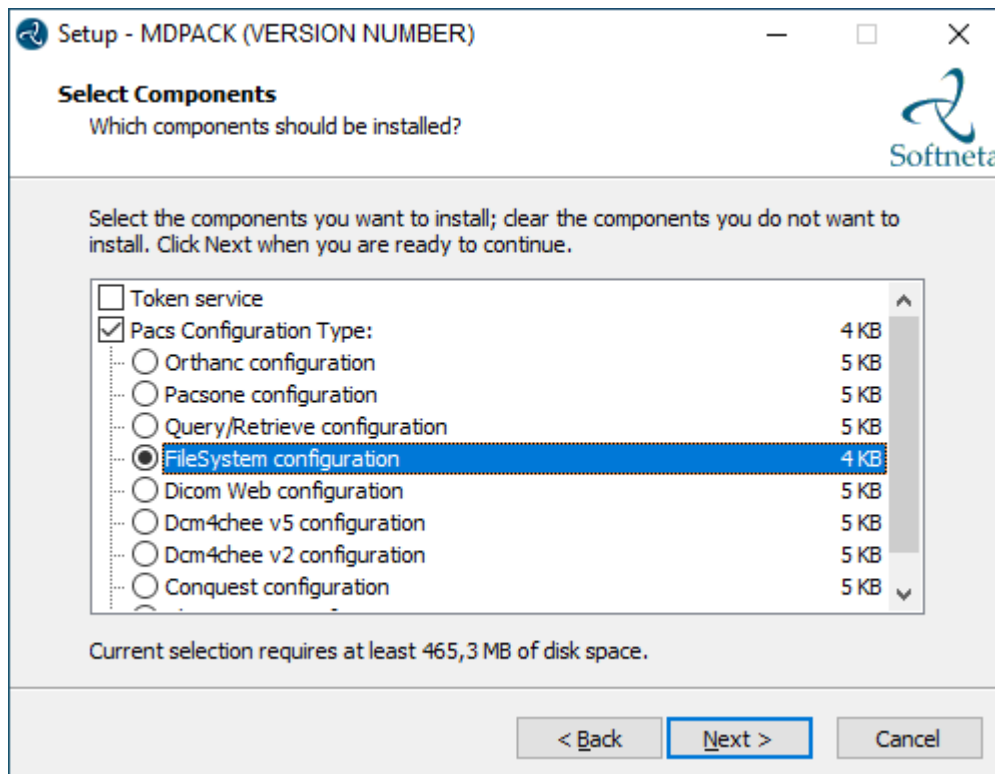 Setup - MDPACK (VERSION NUMBER)
Select Components
Which components should be installed?
Softneta
Select the components you want to install; clear the components you do not want to
install. Click Next when you are ready to continue.
Token service
Pacs Configuration Type: 4 KB
Orthanc configuration 5 KB
Pacsone configuration 5 KB
Query/Retrieve configuration 5 KB
FileSystem configuration 4 KB
Dicom Web configuration 5 KB
Dcm4chee v5 configuration 5 KB
Dcm4chee v2 configuration 5 KB
Conquest configuration 5 KB
Current selection requires at least 465,3 MB of disk space.
< Back Next > Cancel